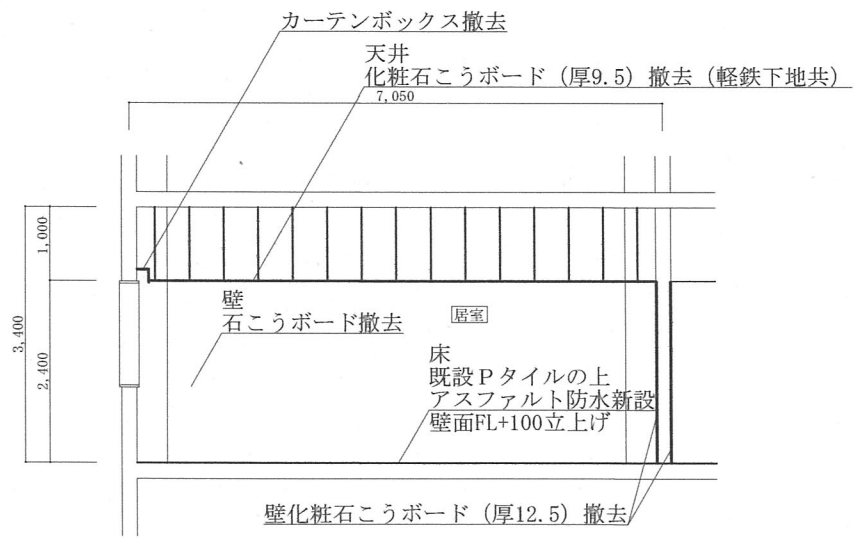 カーテンボックス撤去
天井
化粧石こうボード（厚9.5）撤去（軽鉄下地共）
7,050
1,000
3,400
2,400
壁
石こうボード撤去
居室
床
既設Ｐタイルの上
アスファルト防水新設
壁面FL+100立上げ
壁化粧石こうボード（厚12.5）撤去